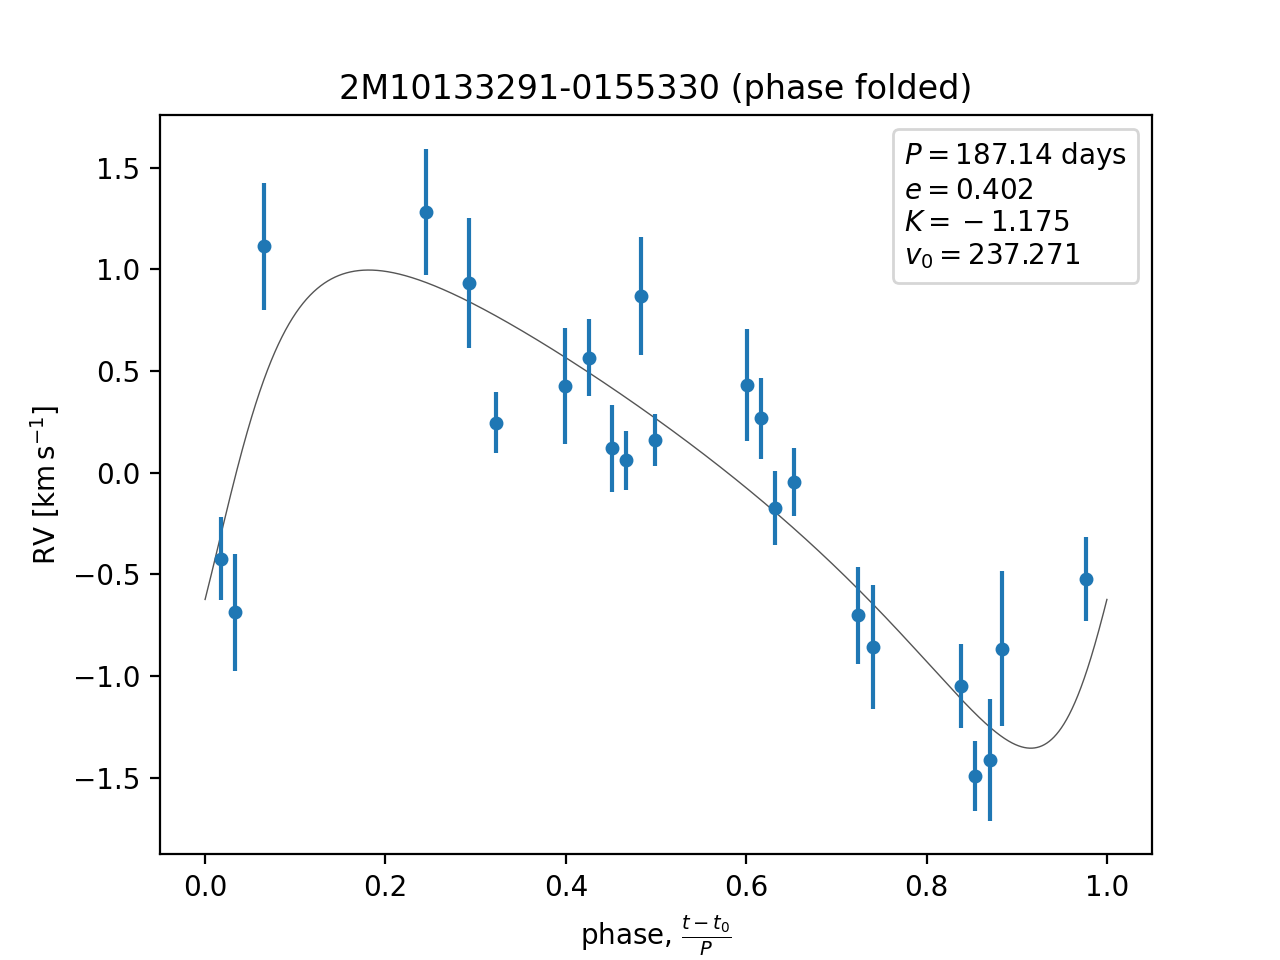 2M10133291-0155330 (phase folded)
P = 187.14 days
e = 0.402
K = −1.175
v₀ = 237.271
1.5
1.0
0.5
0.0
−0.5
−1.0
−1.5
RV [km s⁻¹]
0.0 0.2 0.4 0.6 0.8 1.0
phase, (t − t₀)/P